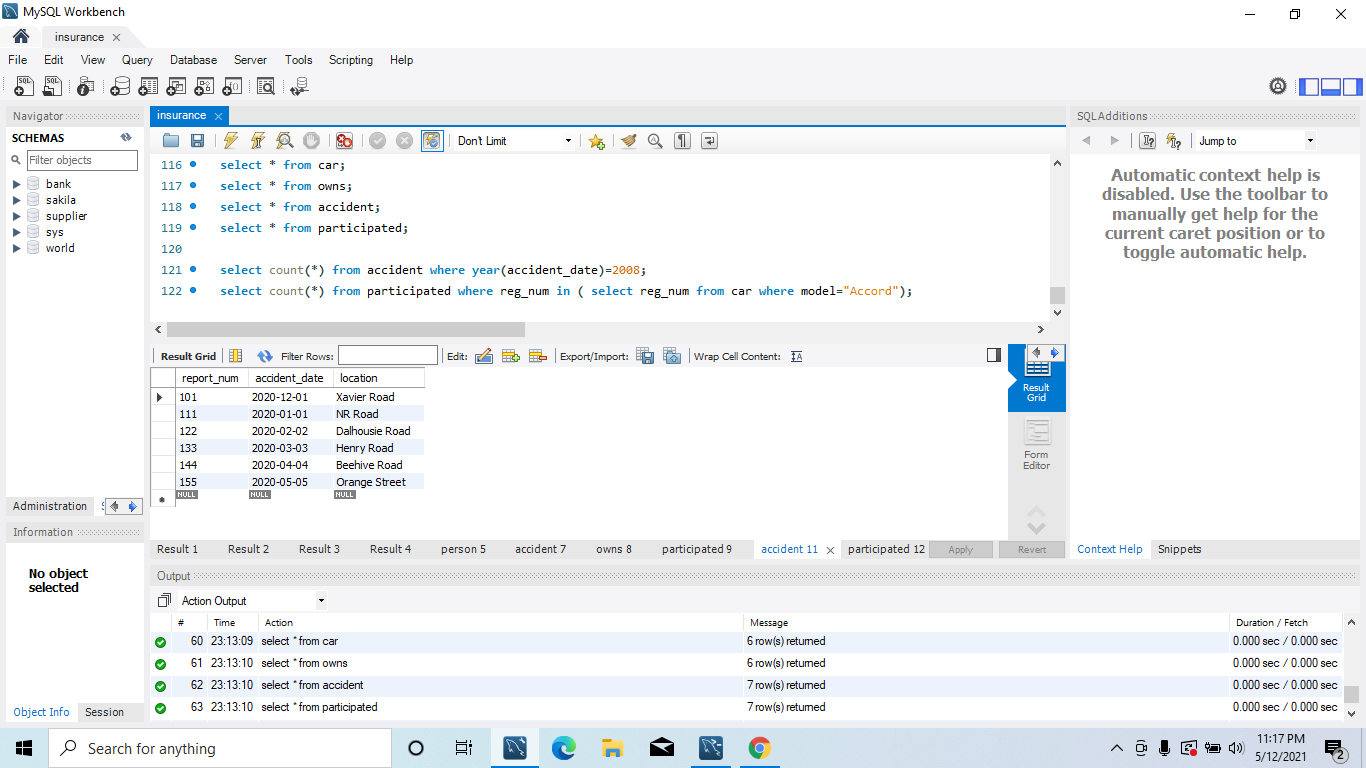 MySQL Workbench
insurance
File Edit View Query Database Server Tools Scripting Help
Navigator
SCHEMAS
Filter objects
bank
sakila
supplier
sys
world
Administration
Information
No object
selected
Object Info Session
insurance
Don't Limit
116 select * from car;
117 select * from owns;
118 select * from accident;
119 select * from participated;
120
121 select count(*) from accident where year(accident_date)=2008;
122 select count(*) from participated where reg_num in ( select reg_num from car where model="Accord");
Result Grid Filter Rows: Edit: Export/Import: Wrap Cell Content:
report_num accident_date location
101 2020-12-01 Xavier Road
111 2020-01-01 NR Road
122 2020-02-02 Dalhousie Road
133 2020-03-03 Henry Road
144 2020-04-04 Beehive Road
155 2020-05-05 Orange Street
NULL NULL NULL
Result
Grid
Form
Editor
Result 1 Result 2 Result 3 Result 4 person 5 accident 7 owns 8 participated 9 accident 11 participated 12 Apply Revert
SQLAdditions
Jump to
Automatic context help is
disabled. Use the toolbar to
manually get help for the
current caret position or to
toggle automatic help.
Context Help Snippets
Output
Action Output
# Time Action Message Duration / Fetch
60 23:13:09 select * from car 6 row(s) returned 0.000 sec / 0.000 sec
61 23:13:10 select * from owns 6 row(s) returned 0.000 sec / 0.000 sec
62 23:13:10 select * from accident 7 row(s) returned 0.000 sec / 0.000 sec
63 23:13:10 select * from participated 7 row(s) returned 0.000 sec / 0.000 sec
Search for anything
11:17 PM
5/12/2021
2